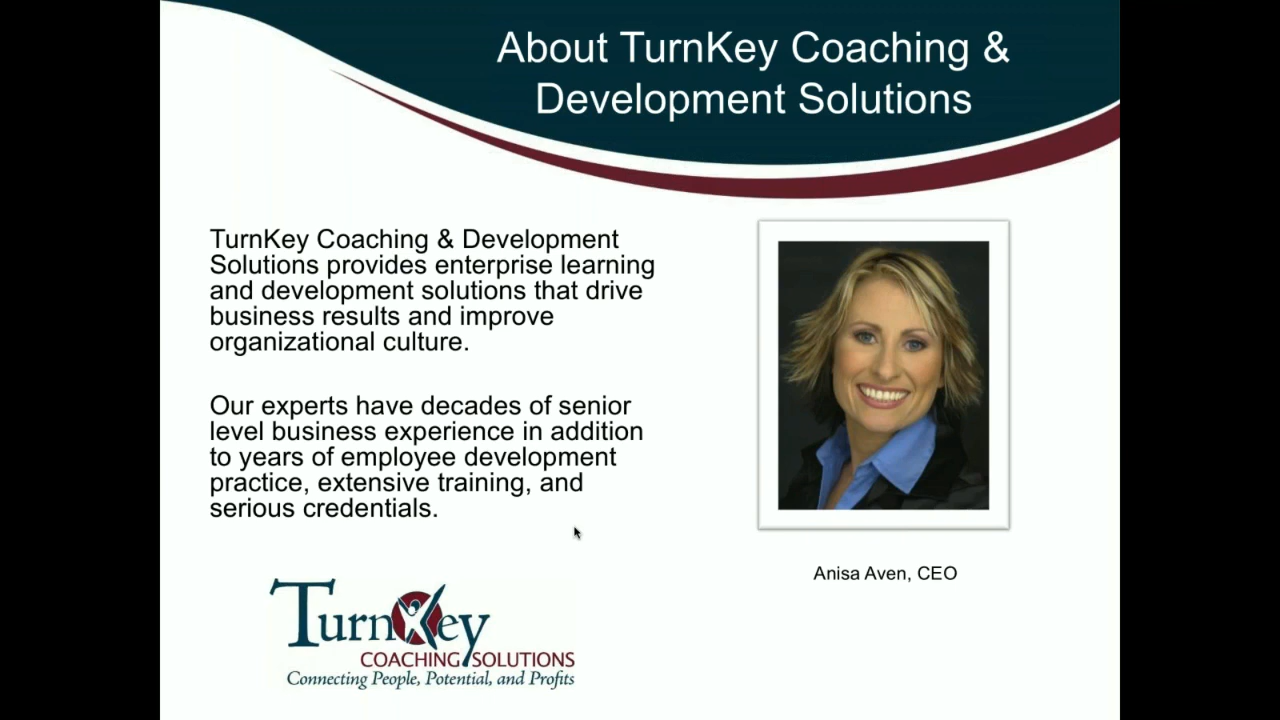 About TurnKey Coaching &
Development Solutions
TurnKey Coaching & Development
Solutions provides enterprise learning
and development solutions that drive
business results and improve
organizational culture.
Our experts have decades of senior
level business experience in addition
to years of employee development
practice, extensive training, and
serious credentials.
Anisa Aven, CEO
TurnKey
COACHING SOLUTIONS
Connecting People, Potential, and Profits